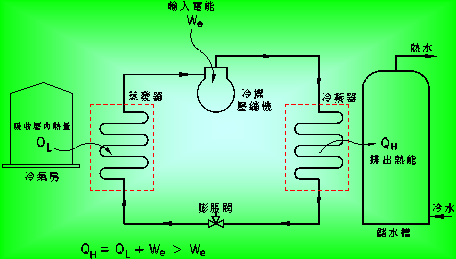 輸入電能
We
熱水
蒸發器
冷媒
壓縮機
冷凝器
吸收屋內熱量
QL
QH
排出熱能
冷氣房
膨脹閥
冷水
儲水槽
QH = QL + We > We